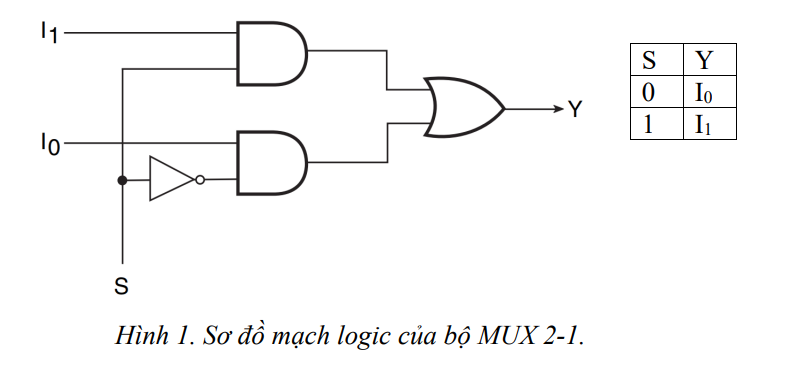 I1
S Y
0 I0
1 I1
Y
I0
S
Hình 1. Sơ đồ mạch logic của bộ MUX 2-1.